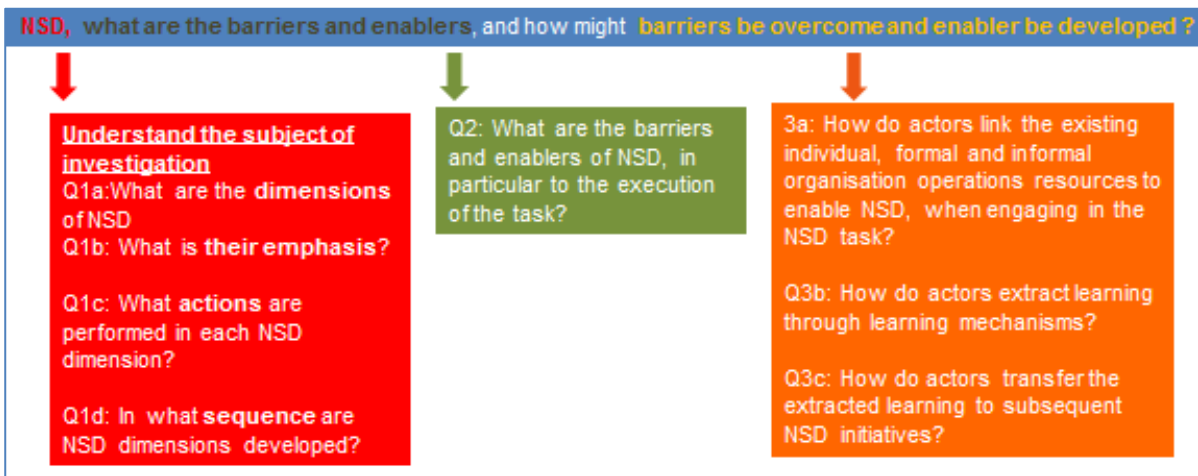 NSD, what are the barriers and enablers, and how might barriers be overcome and enabler be developed ?
Understand the subject of
investigation
Q1a:What are the dimensions
of NSD
Q1b: What is their emphasis?
Q1c: What actions are
performed in each NSD
dimension?
Q1d: In what sequence are
NSD dimensions developed?
Q2: What are the barriers
and enablers of NSD, in
particular to the execution
of the task?
3a: How do actors link the existing
individual, formal and informal
organisation operations resources to
enable NSD, when engaging in the
NSD task?
Q3b: How do actors extract learning
through learning mechanisms?
Q3c: How do actors transfer the
extracted learning to subsequent
NSD initiatives?